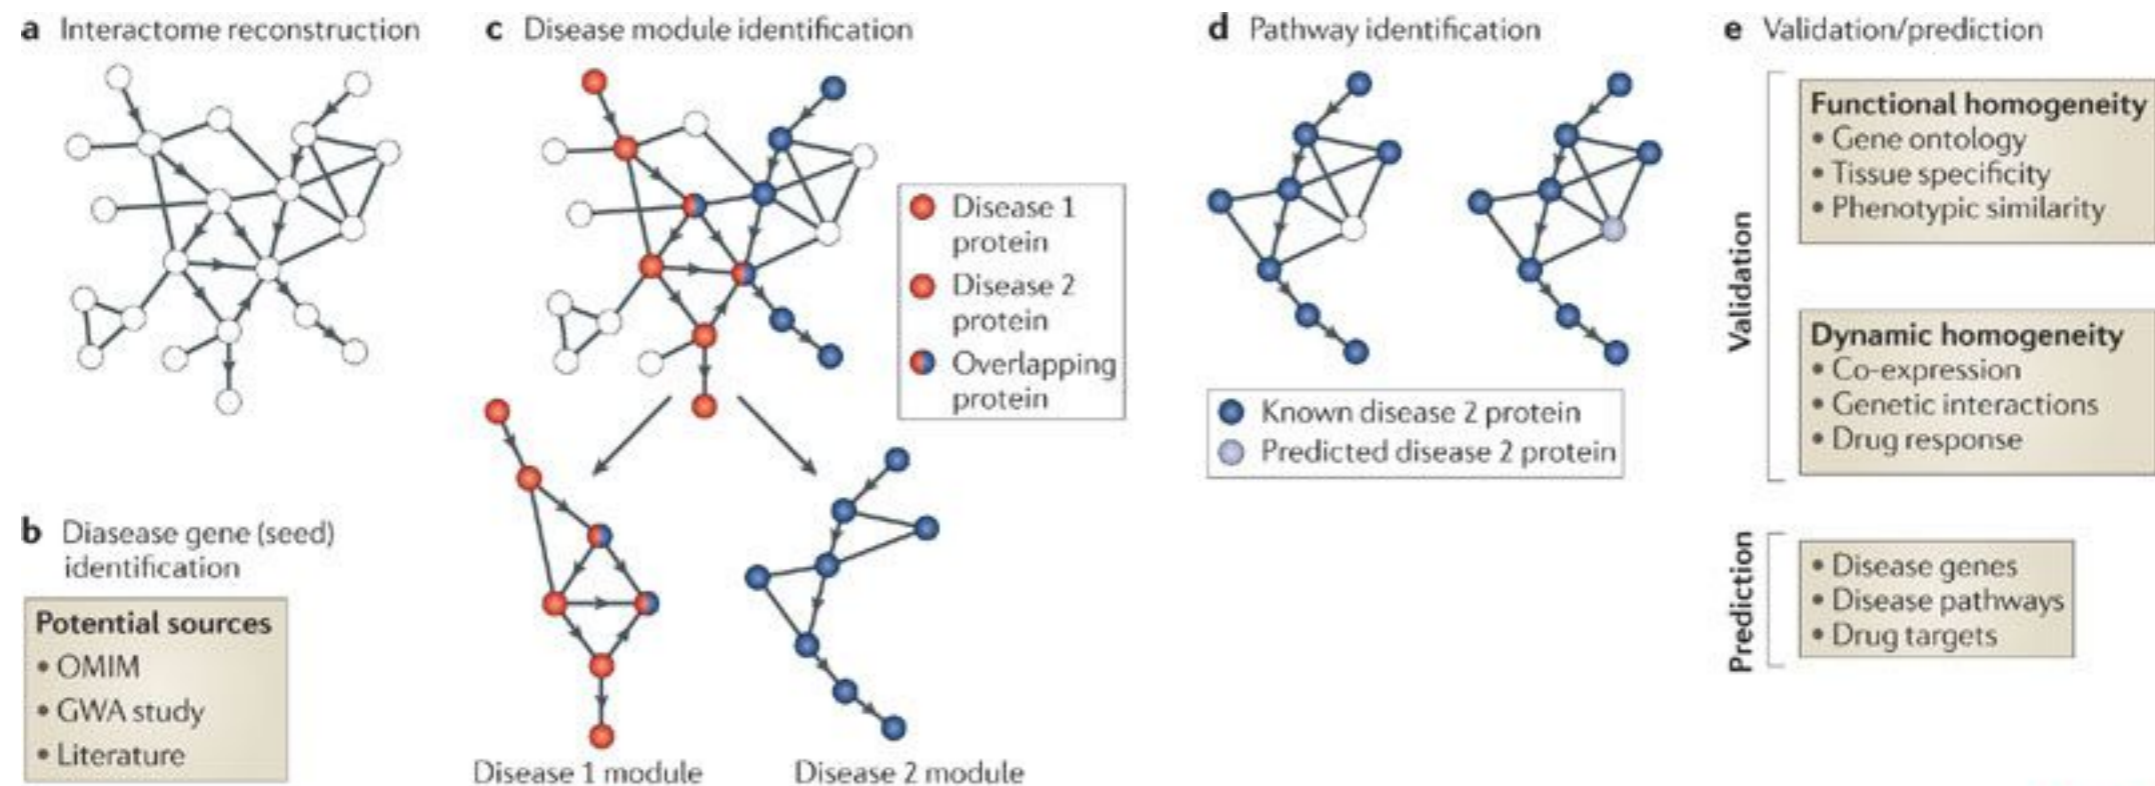 a Interactome reconstruction
b Diasease gene (seed)
identification
Potential sources
• OMIM
• GWA study
• Literature
c Disease module identification
Disease 1
protein
Disease 2
protein
Overlapping
protein
Disease 1 module
Disease 2 module
d Pathway identification
Known disease 2 protein
Predicted disease 2 protein
e Validation/prediction
Validation
Functional homogeneity
• Gene ontology
• Tissue specificity
• Phenotypic similarity
Dynamic homogeneity
• Co-expression
• Genetic interactions
• Drug response
Prediction
• Disease genes
• Disease pathways
• Drug targets